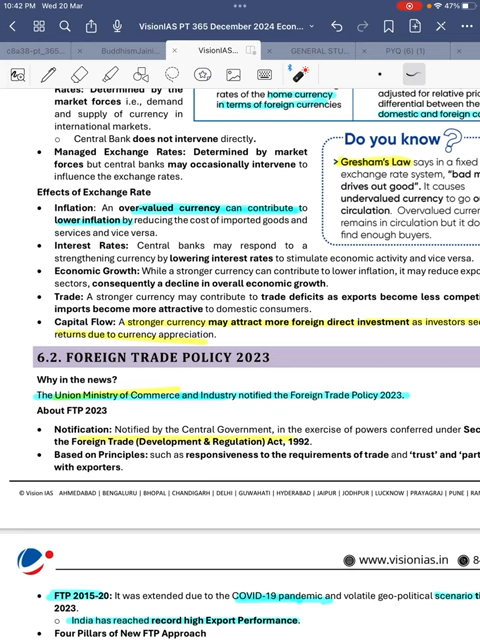 10:42 PM Wed 20 Mar
47%
VisionIAS PT 365 December 2024 Econ...
c8a38-pt_365...
BuddhismJaini...
VisionIAS...
GENERAL STU...
PYQ (6) (1)
Rates: Determined by the
market forces i.e., demand
and supply of currency in
international markets.
o Central Bank does not intervene directly.
• Managed Exchange Rates: Determined by market
forces but central banks may occasionally intervene to
influence the exchange rates.
rates of the home currency
in terms of foreign currencies
adjusted for relative pri
differential between the
domestic and foreign co
Do you know ?
> Gresham's Law says in a fixed
exchange rate system, "bad m
drives out good". It causes
undervalued currency to go ou
circulation. Overvalued curren
remains in circulation but it do
find enough buyers.
Effects of Exchange Rate
• Inflation: An over-valued currency can contribute to
lower inflation by reducing the cost of imported goods and
services and vice versa.
• Interest Rates: Central banks may respond to a
strengthening currency by lowering interest rates to stimulate economic activity and vice versa.
• Economic Growth: While a stronger currency can contribute to lower inflation, it may reduce expo
sectors, consequently a decline in overall economic growth.
• Trade: A stronger currency may contribute to trade deficits as exports become less competi
imports become more attractive to domestic consumers.
• Capital Flow: A stronger currency may attract more foreign direct investment as investors see
returns due to currency appreciation.
6.2. FOREIGN TRADE POLICY 2023
Why in the news?
The Union Ministry of Commerce and Industry notified the Foreign Trade Policy 2023.
About FTP 2023
• Notification: Notified by the Central Government, in the exercise of powers conferred under Sec
the Foreign Trade (Development & Regulation) Act, 1992.
• Based on Principles: such as responsiveness to the requirements of trade and 'trust' and 'part
with exporters.
© Vision IAS AHMEDABAD | BENGALURU | BHOPAL | CHANDIGARH | DELHI | GUWAHATI | HYDERABAD | JAIPUR | JODHPUR | LUCKNOW | PRAYAGRAJ | PUNE | RAN
www.visionias.in
8
• FTP 2015-20: It was extended due to the COVID-19 pandemic and volatile geo-political scenario ti
2023.
o India has reached record high Export Performance.
• Four Pillars of New FTP Approach